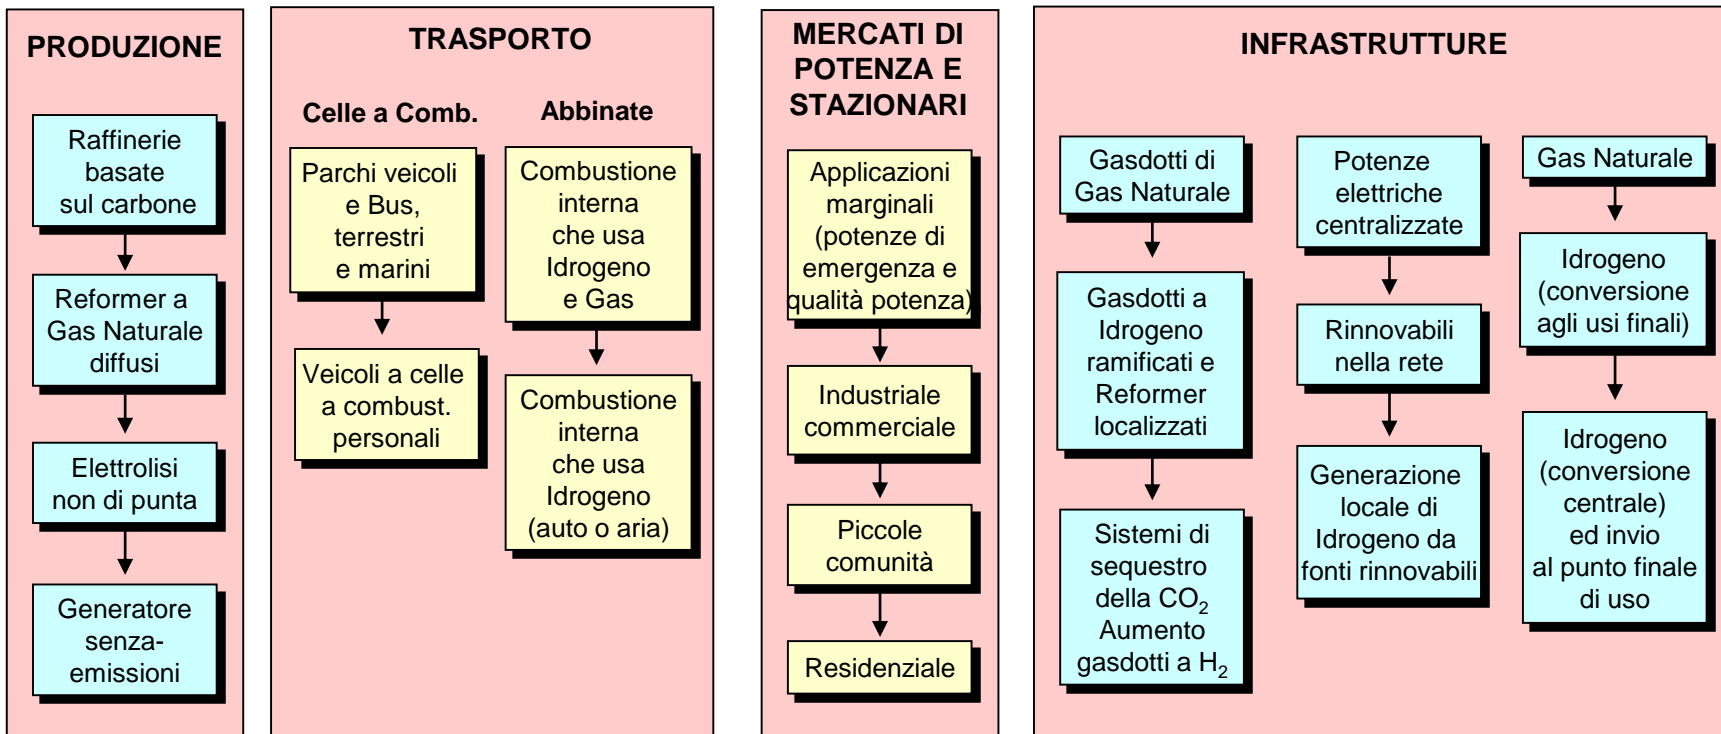 PRODUZIONE
Raffinerie
basate
sul carbone
Reformer a
Gas Naturale
diffusi
Elettrolisi
non di punta
Generatore
senza-
emissioni
TRASPORTO
Celle a Comb.
Parchi veicoli
e Bus,
terrestri
e marini
Veicoli a celle
a combust.
personali
Abbinate
Combustione
interna
che usa
Idrogeno
e Gas
Combustione
interna
che usa
Idrogeno
(auto o aria)
MERCATI DI
POTENZA E
STAZIONARI
Applicazioni
marginali
(potenze di
emergenza e
qualità potenza)
Industriale
commerciale
Piccole
comunità
Residenziale
INFRASTRUTTURE
Gasdotti di
Gas Naturale
Gasdotti a
Idrogeno
ramificati e
Reformer
localizzati
Sistemi di
sequestro
della CO₂
Aumento
gasdotti a H₂
Potenze
elettriche
centralizzate
Rinnovabili
nella rete
Generazione
locale di
Idrogeno da
fonti rinnovabili
Gas Naturale
Idrogeno
(conversione
agli usi finali)
Idrogeno
(conversione
centrale)
ed invio
al punto finale
di uso